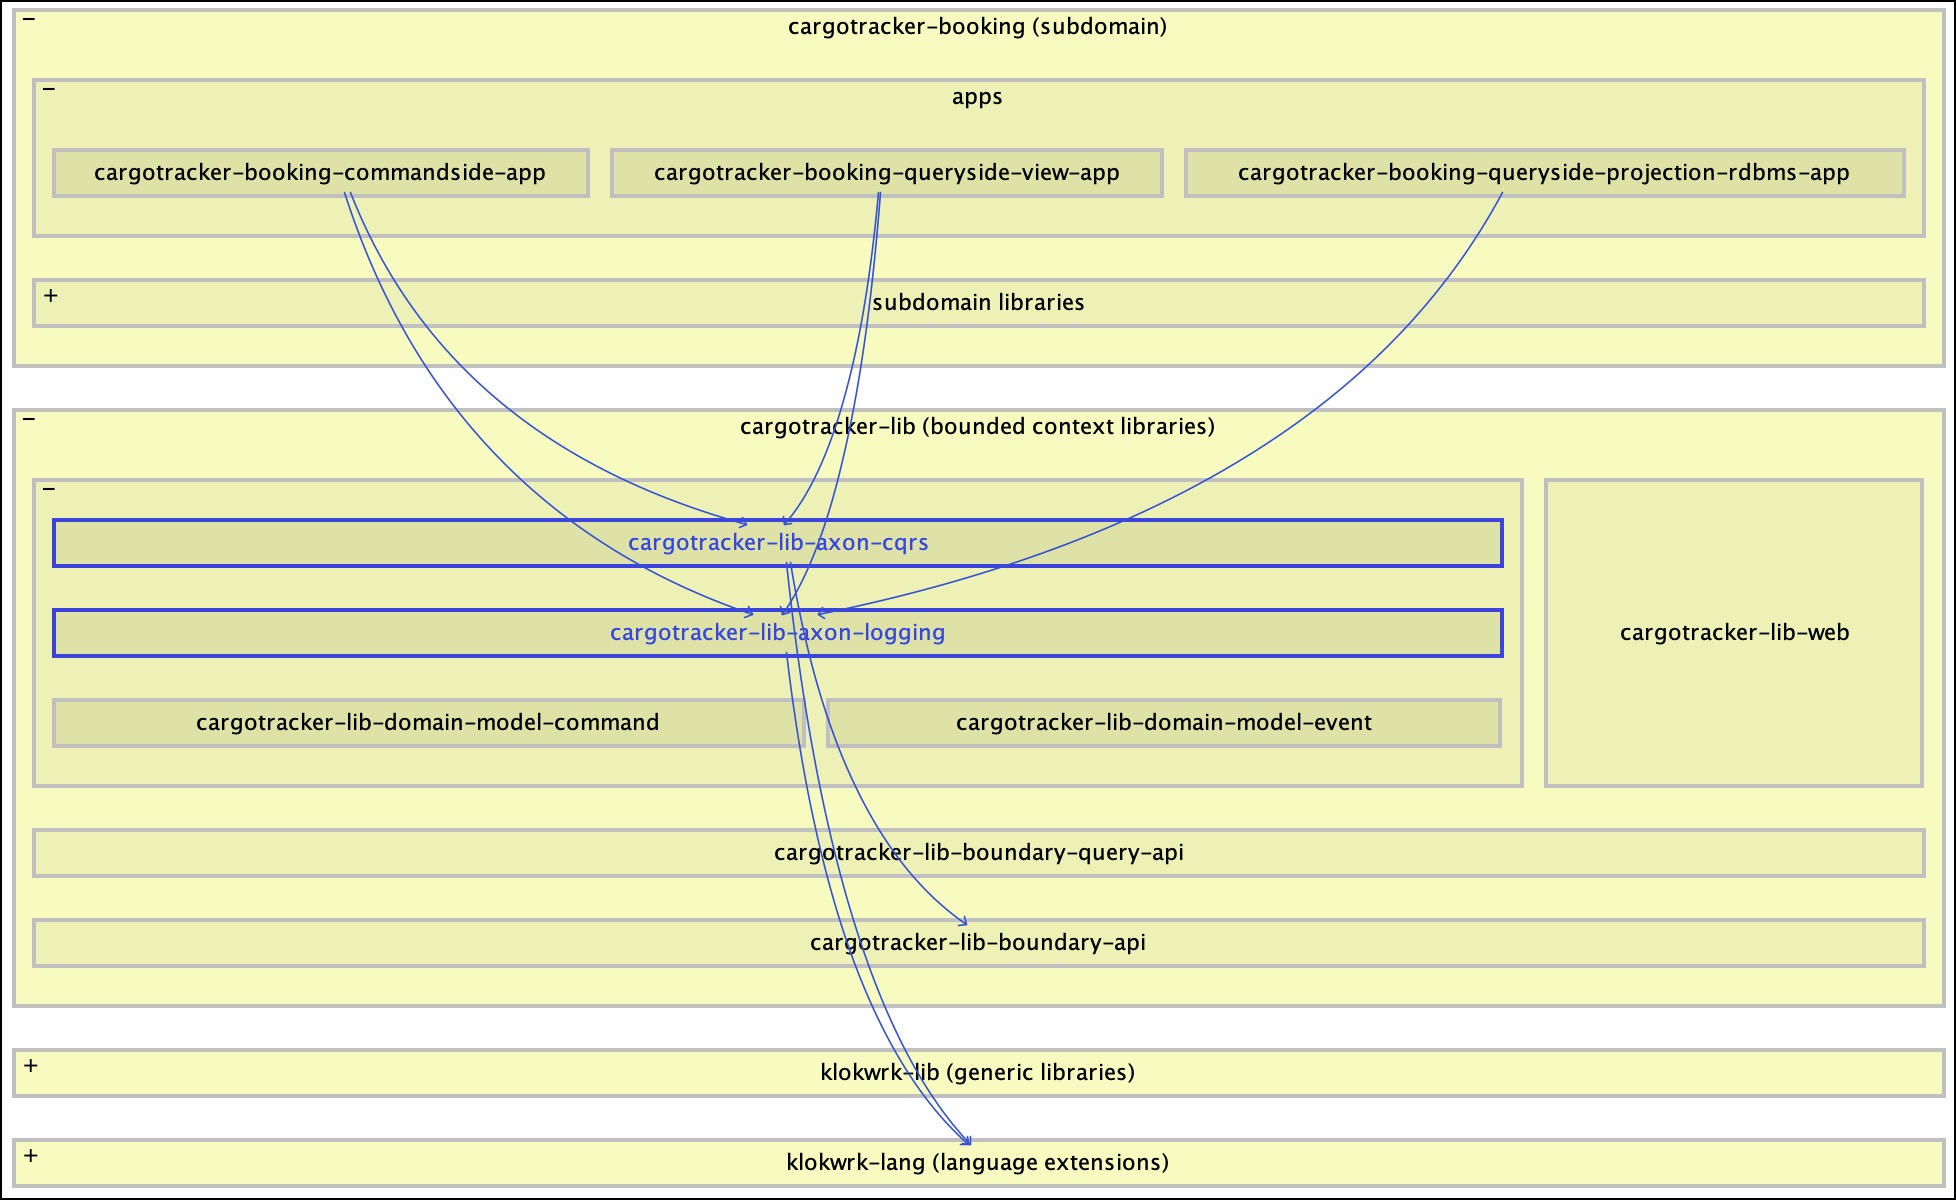 cargotracker-booking (subdomain)
apps
cargotracker-booking-commandside-app
cargotracker-booking-queryside-view-app
cargotracker-booking-queryside-projection-rdbms-app
subdomain libraries
cargotracker-lib (bounded context libraries)
cargotracker-lib-axon-cqrs
cargotracker-lib-axon-logging
cargotracker-lib-web
cargotracker-lib-domain-model-command
cargotracker-lib-domain-model-event
cargotracker-lib-boundary-query-api
cargotracker-lib-boundary-api
klokwrk-lib (generic libraries)
klokwrk-lang (language extensions)